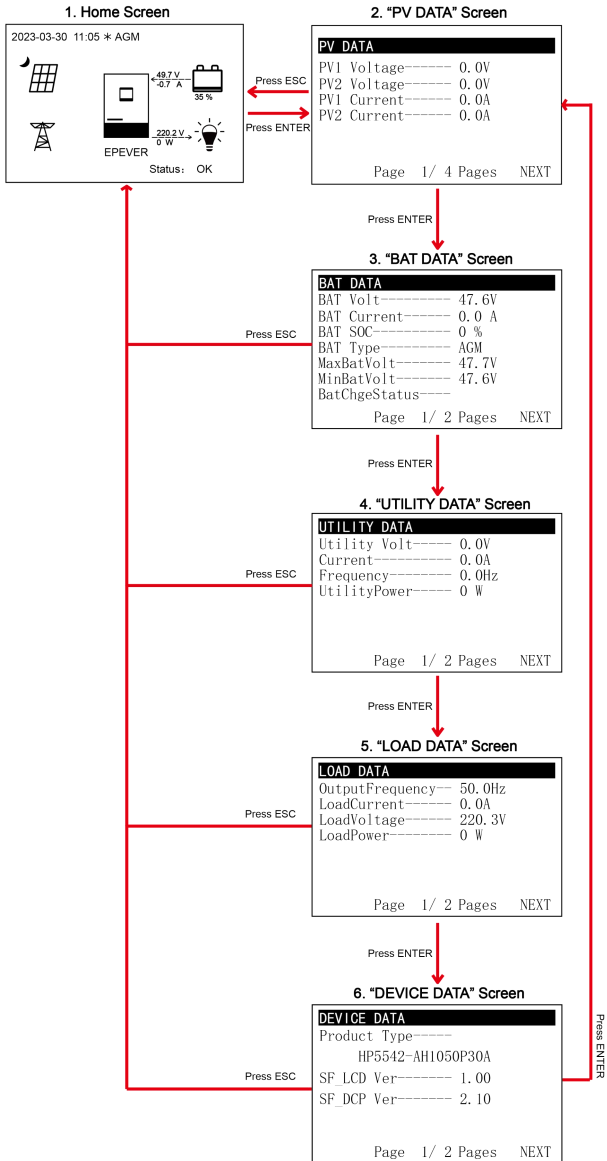 1. Home Screen
2023-03-30 11:05 ✳ AGM
49.7 V
-0.7 A
35 %
220.2 V
0 W
EPEVER
Status: OK
Press ESC
Press ENTER
2. “PV DATA” Screen
PV DATA
PV1 Voltage------ 0.0V
PV2 Voltage------ 0.0V
PV1 Current------ 0.0A
PV2 Current------ 0.0A
Page 1/ 4 Pages NEXT
Press ENTER
3. “BAT DATA” Screen
BAT DATA
BAT Volt--------- 47.6V
BAT Current------ 0.0 A
BAT SOC---------- 0 %
BAT Type--------- AGM
MaxBatVolt------- 47.7V
MinBatVolt------- 47.6V
BatChgeStatus----
Page 1/ 2 Pages NEXT
Press ESC
Press ENTER
4. “UTILITY DATA” Screen
UTILITY DATA
Utility Volt----- 0.0V
Current---------- 0.0A
Frequency-------- 0.0Hz
UtilityPower----- 0 W
Page 1/ 2 Pages NEXT
Press ESC
Press ENTER
5. “LOAD DATA” Screen
LOAD DATA
OutputFrequency-- 50.0Hz
LoadCurrent------ 0.0A
LoadVoltage------ 220.3V
LoadPower-------- 0 W
Page 1/ 2 Pages NEXT
Press ESC
Press ENTER
6. “DEVICE DATA” Screen
DEVICE DATA
Product Type-----
HP5542-AH1050P30A
SF_LCD Ver------- 1.00
SF_DCP Ver------- 2.10
Page 1/ 2 Pages NEXT
Press ESC
Press ENTER